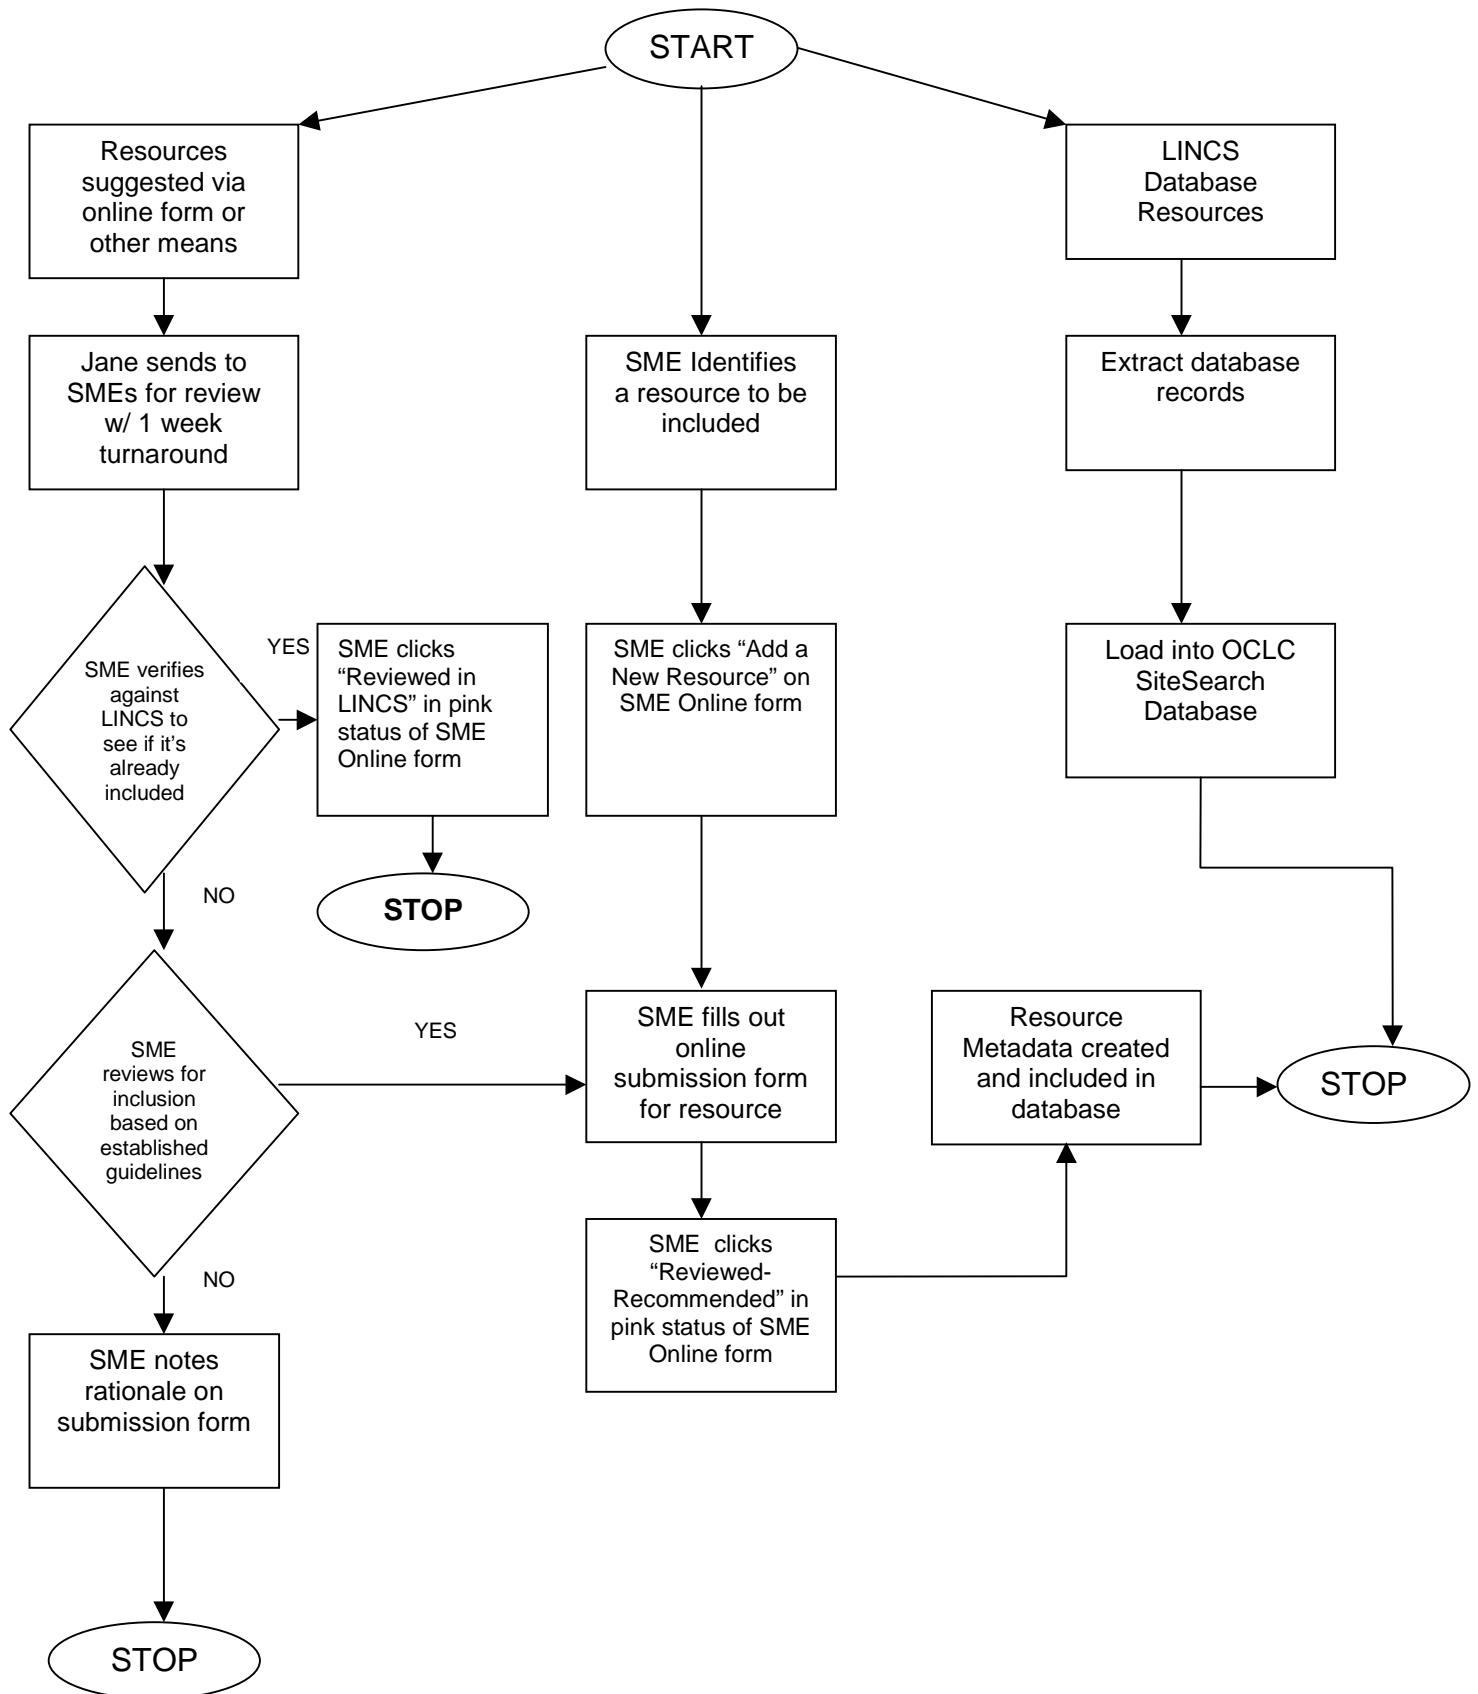 START
Resources
suggested via
online form or
other means
LINCS
Database
Resources
Jane sends to
SMEs for review
w/ 1 week
turnaround
SME Identifies
a resource to be
included
Extract database
records
SME verifies
against
LINCS to
see if it's
already
included
YES
SME clicks
“Reviewed in
LINCS” in pink
status of SME
Online form
SME clicks “Add a
New Resource” on
SME Online form
Load into OCLC
SiteSearch
Database
NO
STOP
SME
reviews for
inclusion
based on
established
guidelines
YES
SME fills out
online
submission form
for resource
Resource
Metadata created
and included in
database
STOP
NO
SME clicks
“Reviewed-
Recommended” in
pink status of SME
Online form
SME notes
rationale on
submission form
STOP